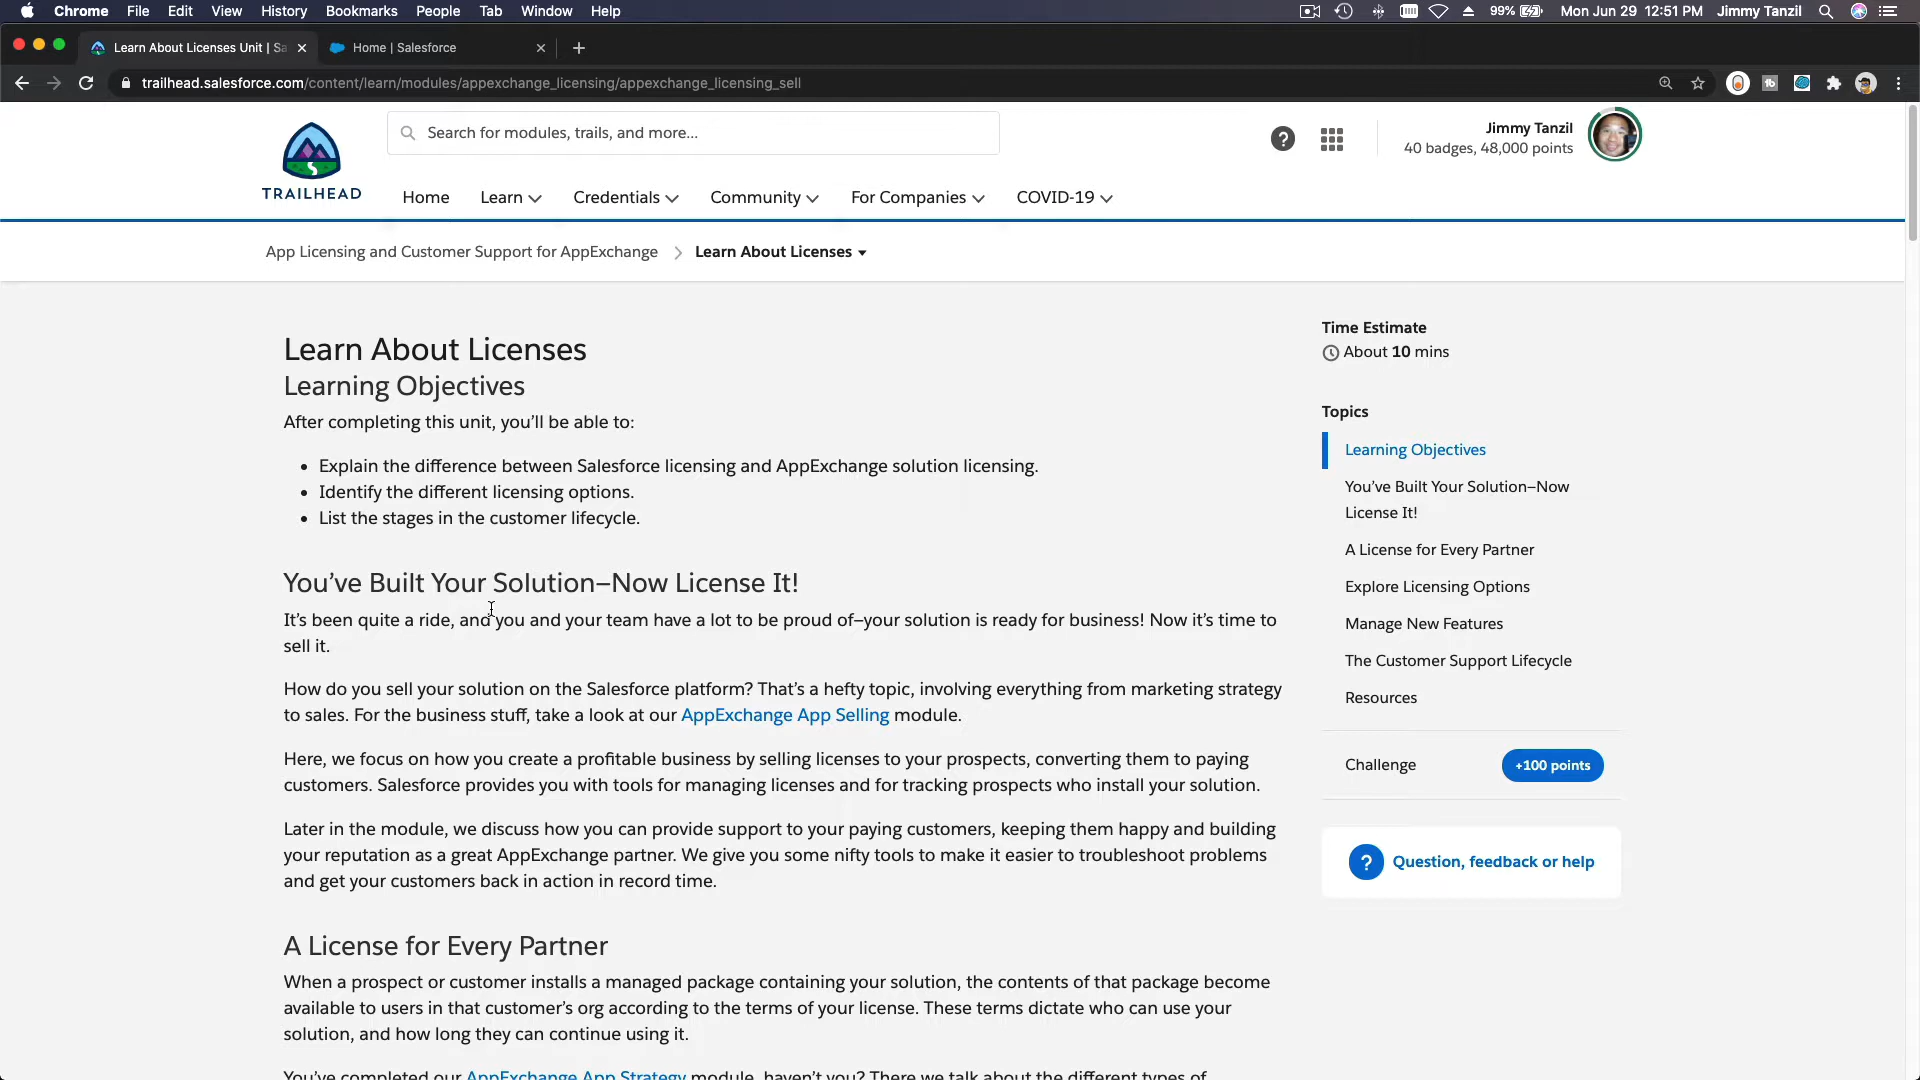 Chrome File Edit View History Bookmarks People Tab Window Help 99% Mon Jun 29 12:51 PM Jimmy Tanzil
Learn About Licenses Unit | Sa Home | Salesforce
trailhead.salesforce.com/content/learn/modules/appexchange_licensing/appexchange_licensing_sell
Search for modules, trails, and more...
Jimmy Tanzil
40 badges, 48,000 points
TRAILHEAD
Home Learn Credentials Community For Companies COVID-19
App Licensing and Customer Support for AppExchange Learn About Licenses
Learn About Licenses
Learning Objectives
After completing this unit, you’ll be able to:
• Explain the difference between Salesforce licensing and AppExchange solution licensing.
• Identify the different licensing options.
• List the stages in the customer lifecycle.
You’ve Built Your Solution—Now License It!
It’s been quite a ride, and you and your team have a lot to be proud of—your solution is ready for business! Now it’s time to
sell it.
How do you sell your solution on the Salesforce platform? That’s a hefty topic, involving everything from marketing strategy
to sales. For the business stuff, take a look at our AppExchange App Selling module.
Here, we focus on how you create a profitable business by selling licenses to your prospects, converting them to paying
customers. Salesforce provides you with tools for managing licenses and for tracking prospects who install your solution.
Later in the module, we discuss how you can provide support to your paying customers, keeping them happy and building
your reputation as a great AppExchange partner. We give you some nifty tools to make it easier to troubleshoot problems
and get your customers back in action in record time.
A License for Every Partner
When a prospect or customer installs a managed package containing your solution, the contents of that package become
available to users in that customer’s org according to the terms of your license. These terms dictate who can use your
solution, and how long they can continue using it.
You’ve completed our AppExchange App Strategy module, haven’t you? There we talk about the different types of
Time Estimate
About 10 mins
Topics
Learning Objectives
You’ve Built Your Solution—Now
License It!
A License for Every Partner
Explore Licensing Options
Manage New Features
The Customer Support Lifecycle
Resources
Challenge +100 points
? Question, feedback or help